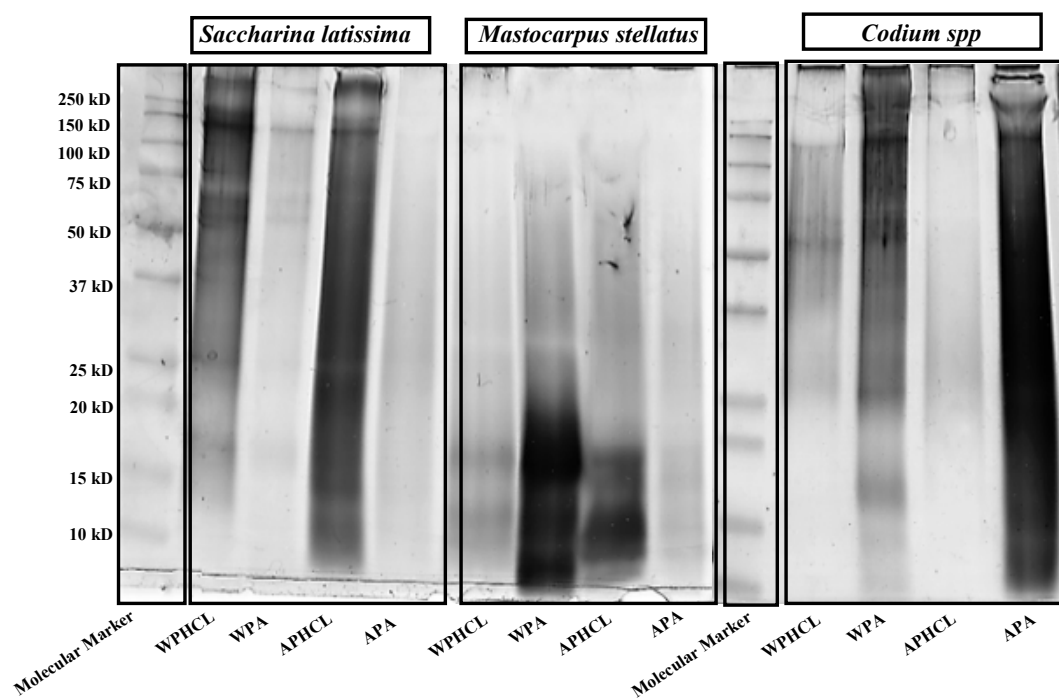 Saccharina latissima
Mastocarpus stellatus
Codium spp
250 kD
150 kD
100 kD
75 kD
50 kD
37 kD
25 kD
20 kD
15 kD
10 kD
Molecular Marker
WPHCL
WPA
APHCL
APA
WPHCL
WPA
APHCL
APA
Molecular Marker
WPHCL
WPA
APHCL
APA